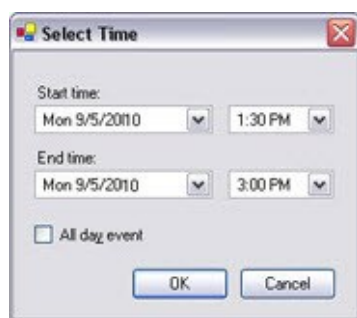 Select Time
Start time:
Mon 9/5/2010 1:30 PM
End time:
Mon 9/5/2010 3:00 PM
All day event
OK Cancel